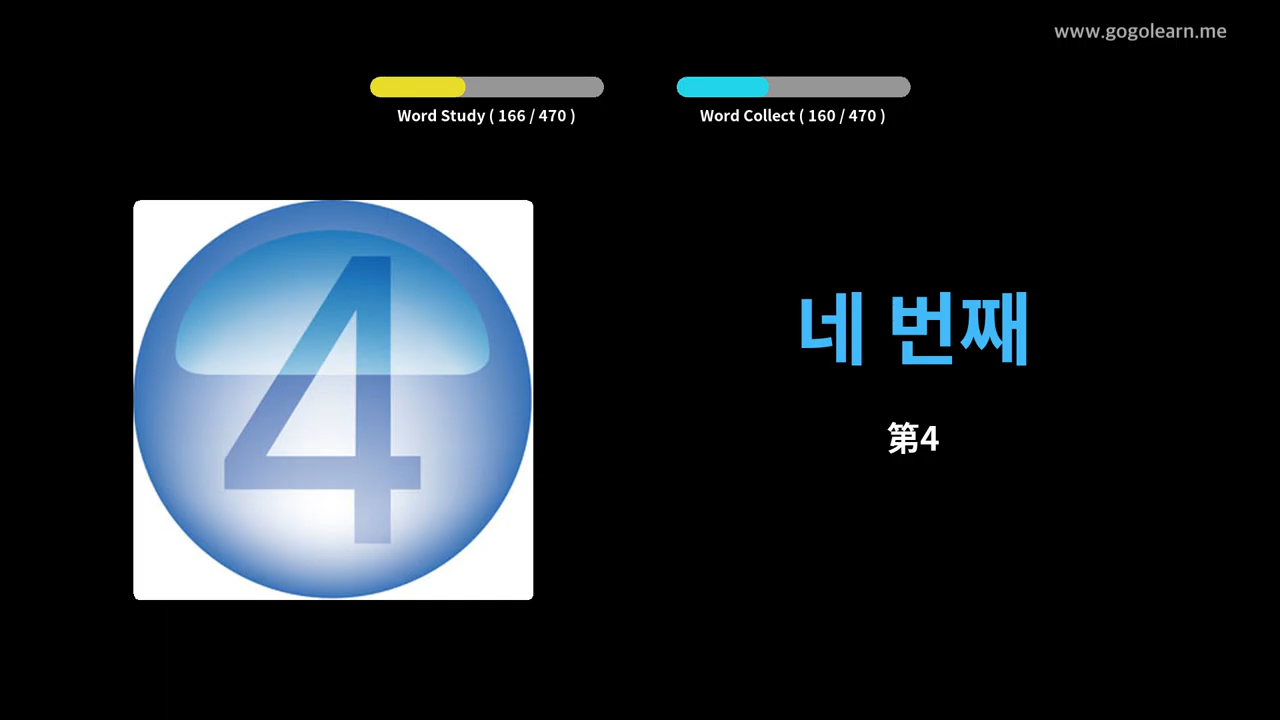 www.gogolearn.me
Word Study ( 166 / 470 )
Word Collect ( 160 / 470 )
4
네 번째
第4